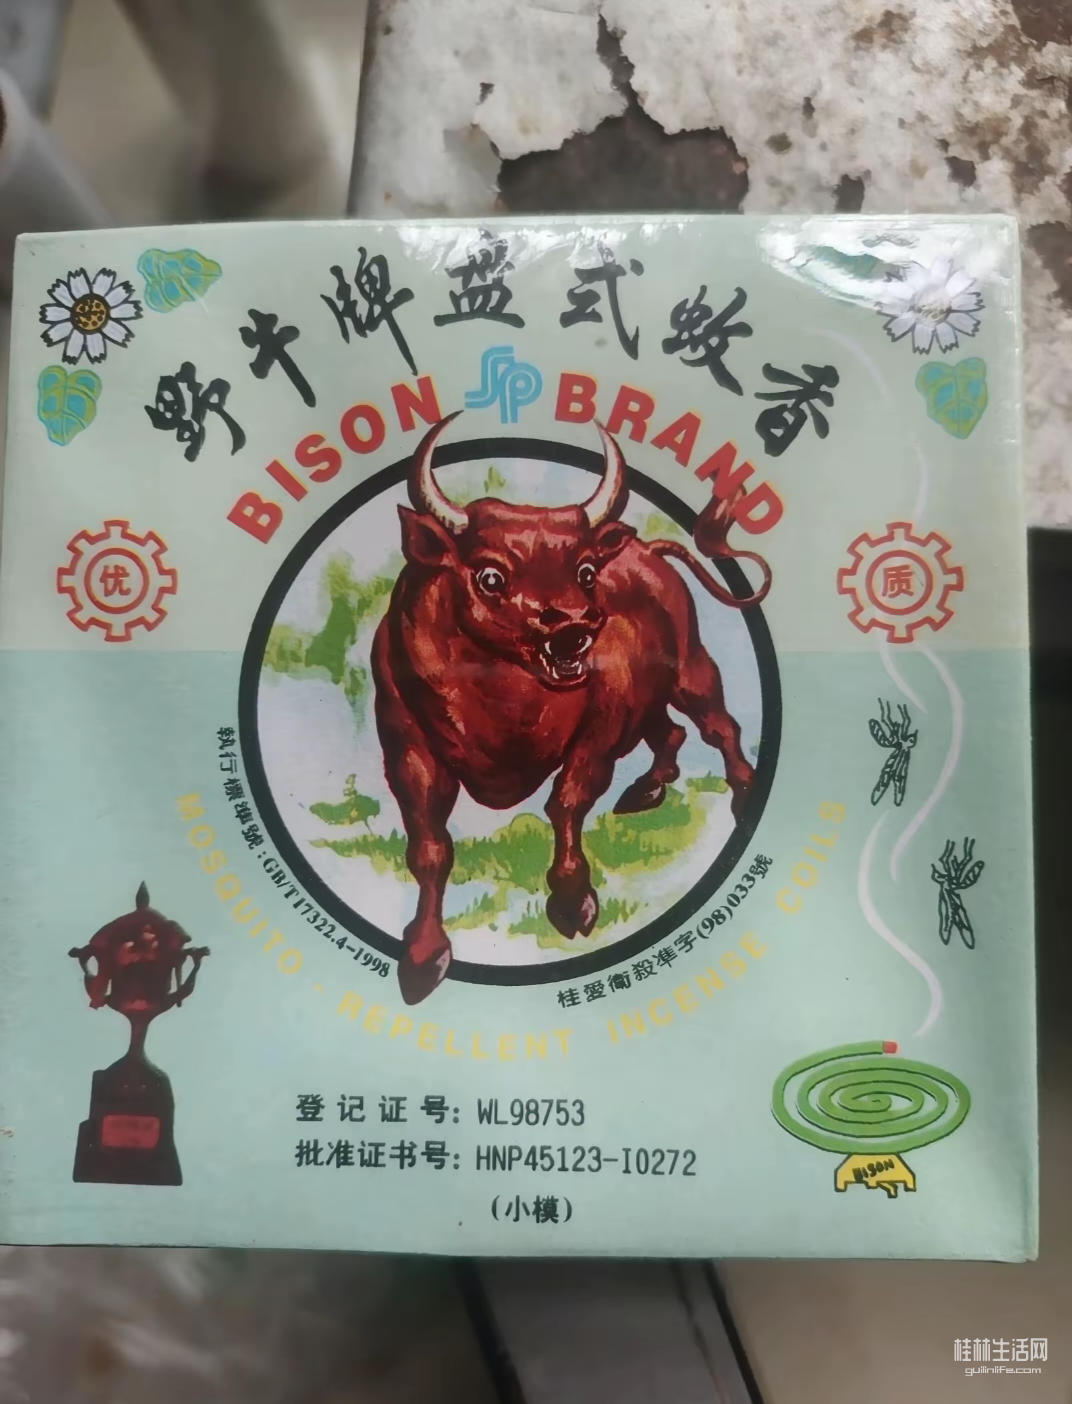 野牛牌盘式蚊香
BISON SP BRAND
优
质
執行標準號:GB/T17322.4-1998
桂愛衛殺準字(98)033號
MOSQUITO-REPELLENT INCENSE COILS
BISON
登记证号: WL98753
批准证书号: HNP45123-I0272
(小模)
桂林生活网
guilinlife.com